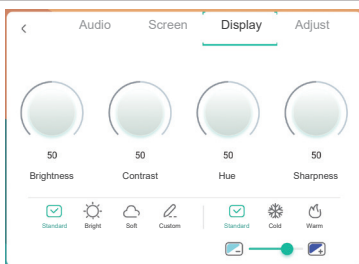 Audio Screen Display Adjust
50 50 50 50
Brightness Contrast Hue Sharpness
Standard Bright Soft Custom Standard Cold Warm